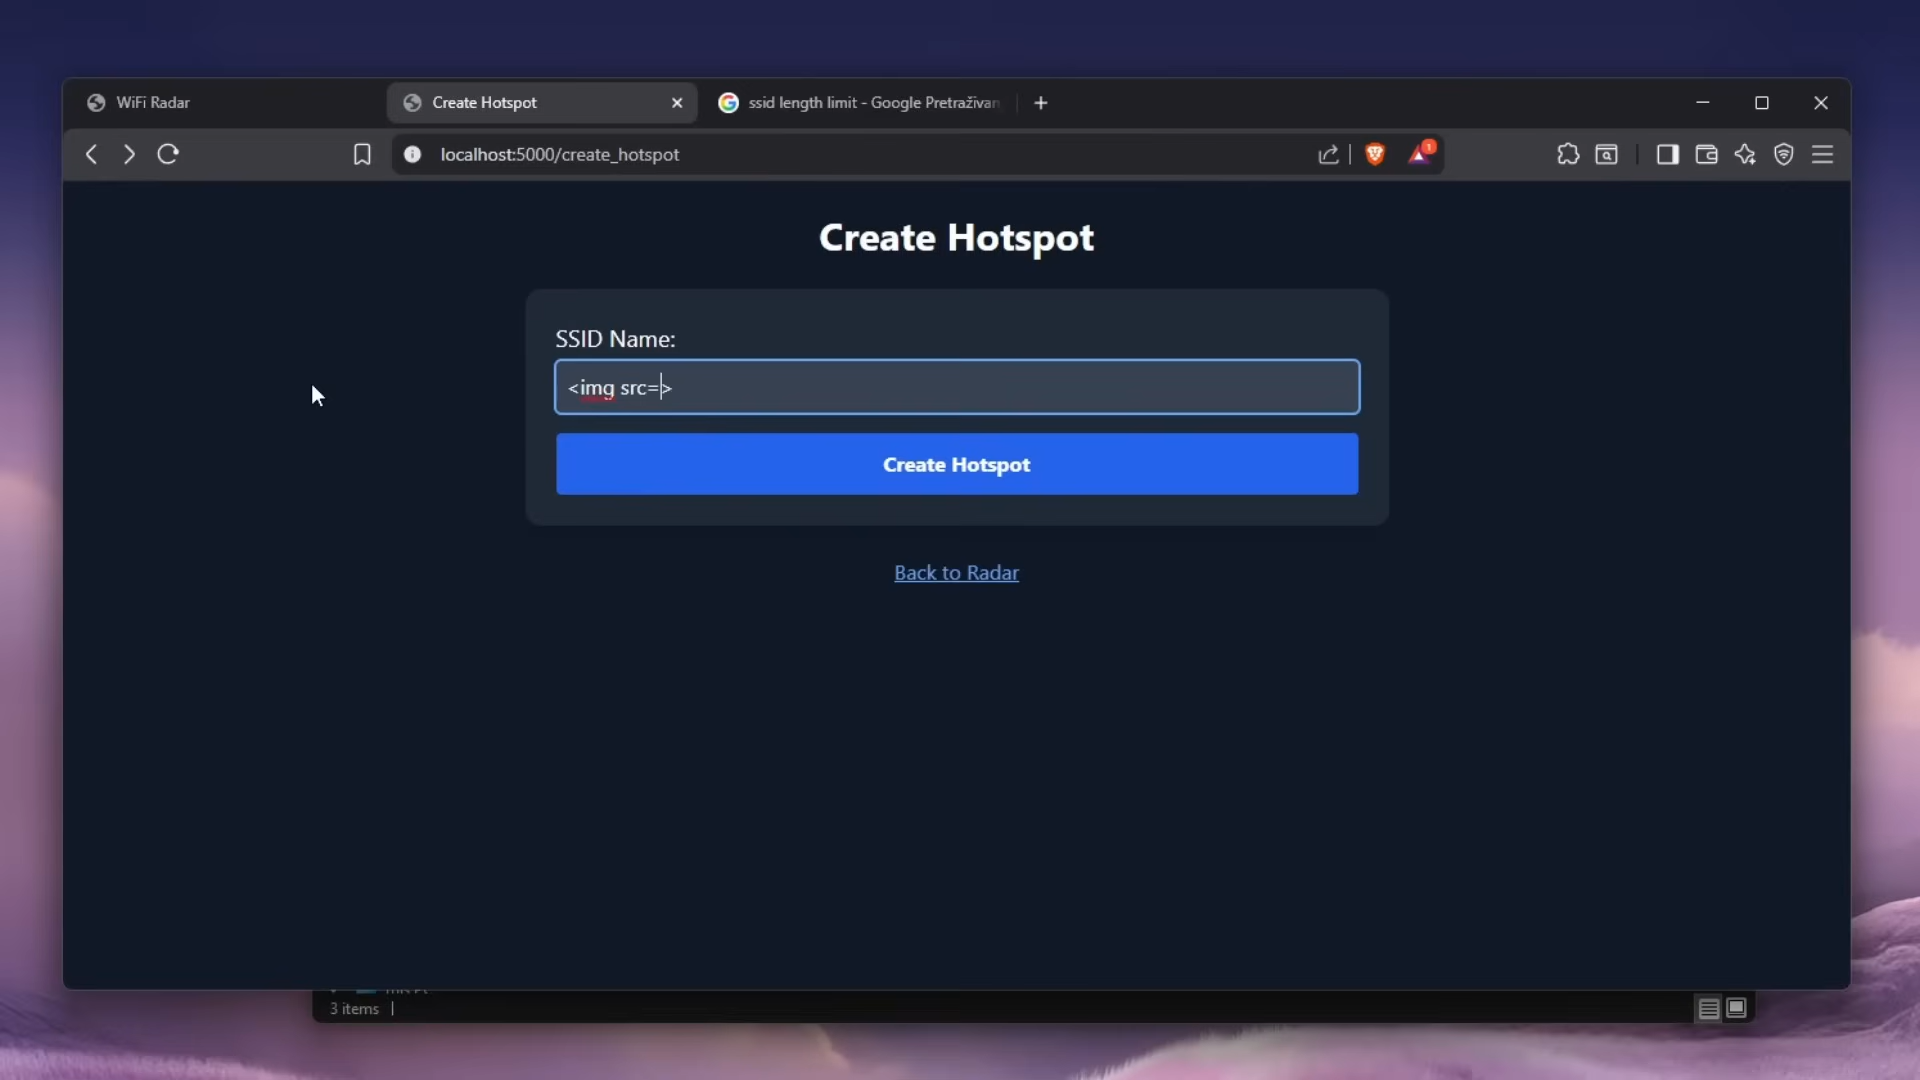 WiFi Radar
Create Hotspot
ssid length limit - Google Pretraživan
localhost:5000/create_hotspot
1
Create Hotspot
SSID Name:
<img src=>
Create Hotspot
Back to Radar
3 items